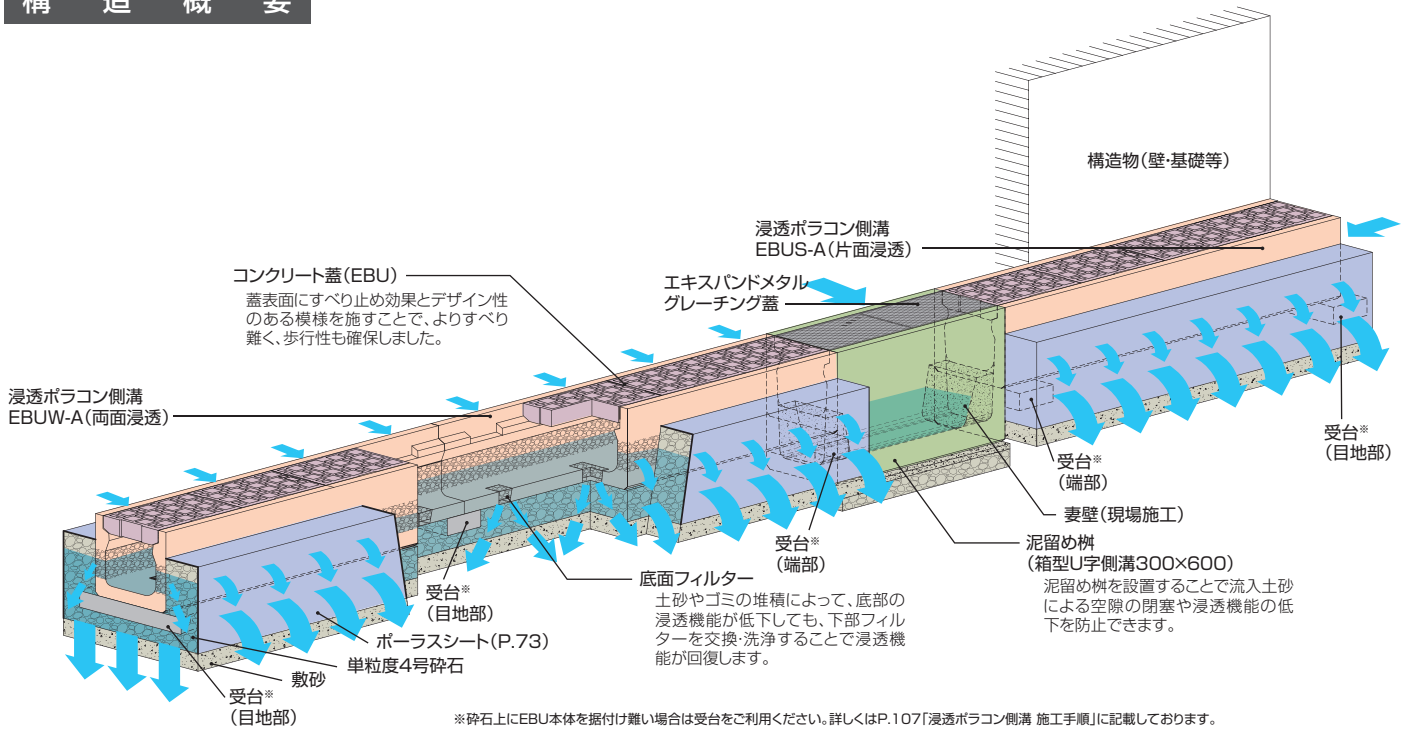 構造概要
構造物(壁・基礎等)
浸透ポラコン側溝
EBUS-A(片面浸透)
エキスパンドメタル
グレーチング蓋
コンクリート蓋(EBU)
蓋表面にすべり止め効果とデザイン性
のある模様を施すことで、よりすべり
難く、歩行性も確保しました。
浸透ポラコン側溝
EBUW-A(両面浸透)
受台※
(目地部)
受台※
(端部)
妻壁(現場施工)
泥留め桝
(箱型U字側溝300×600)
泥留め桝を設置することで流入土砂
による空隙の閉塞や浸透機能の低
下を防止できます。
受台※
(端部)
底面フィルター
土砂やゴミの堆積によって、底部の
浸透機能が低下しても、下部フィル
ターを交換・洗浄することで浸透機
能が回復します。
受台※
(目地部)
ポーラスシート(P.73)
単粒度4号砕石
敷砂
受台※
(目地部)
※砕石上にEBU本体を据付け難い場合は受台をご利用ください。詳しくはP.107「浸透ポラコン側溝 施工手順」に記載しております。